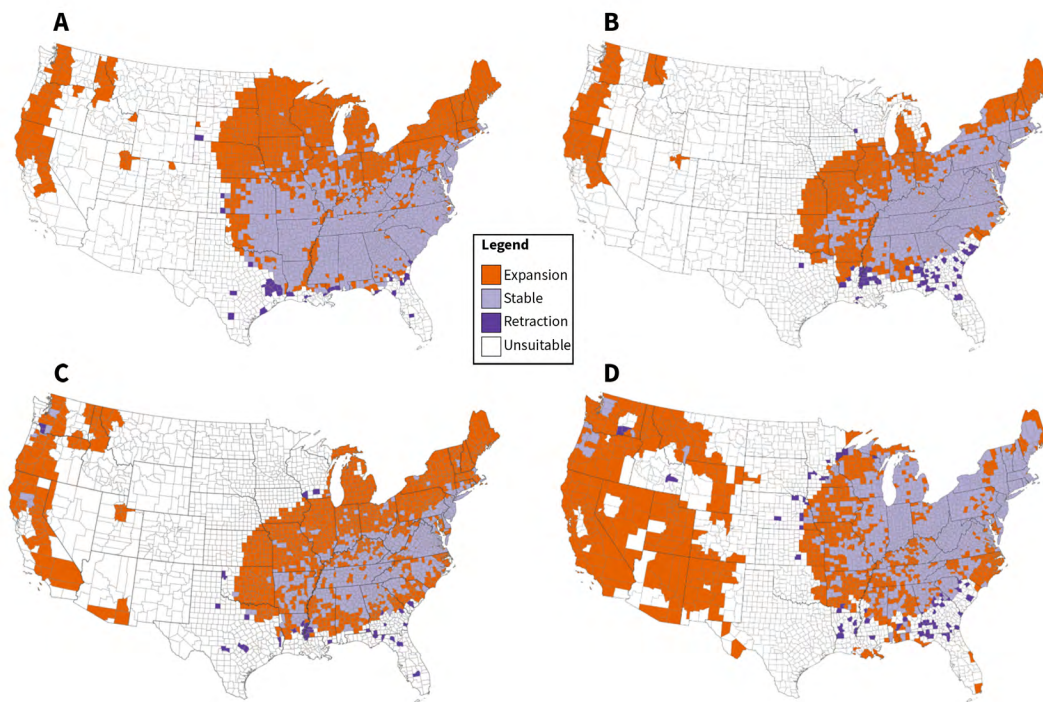 A
B
Legend
Expansion
Stable
Retraction
Unsuitable
C
D